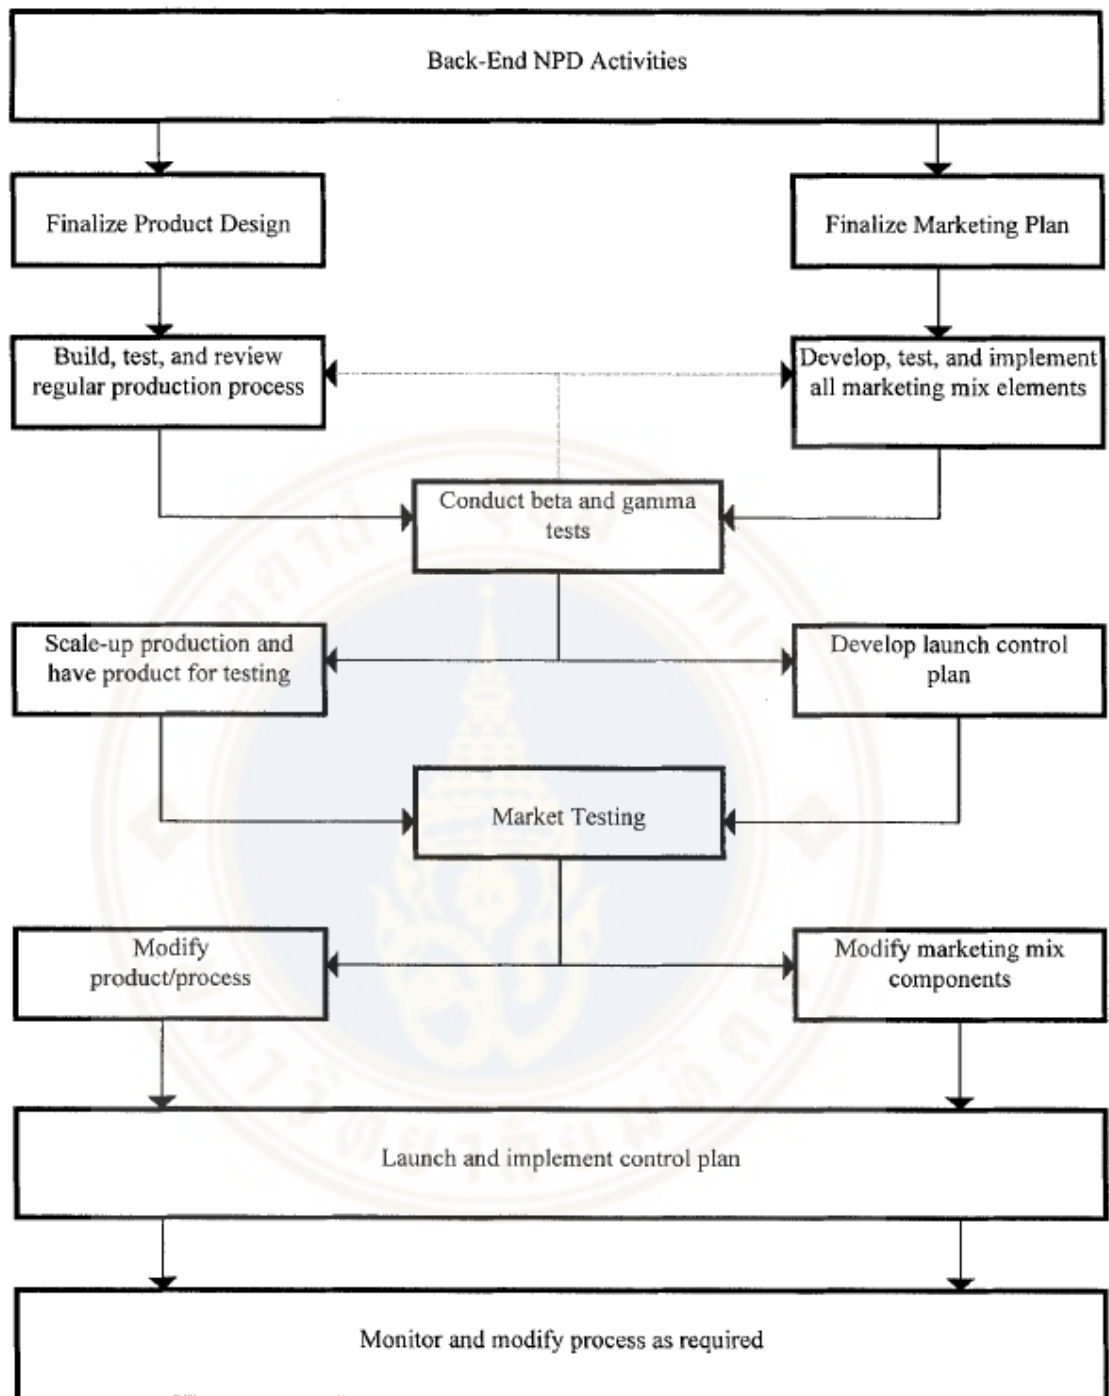 Back-End NPD Activities
Finalize Product Design
Finalize Marketing Plan
Build, test, and review
regular production process
Develop, test, and implement
all marketing mix elements
Conduct beta and gamma
tests
Scale-up production and
have product for testing
Develop launch control
plan
Market Testing
Modify
product/process
Modify marketing mix
components
Launch and implement control plan
Monitor and modify process as required